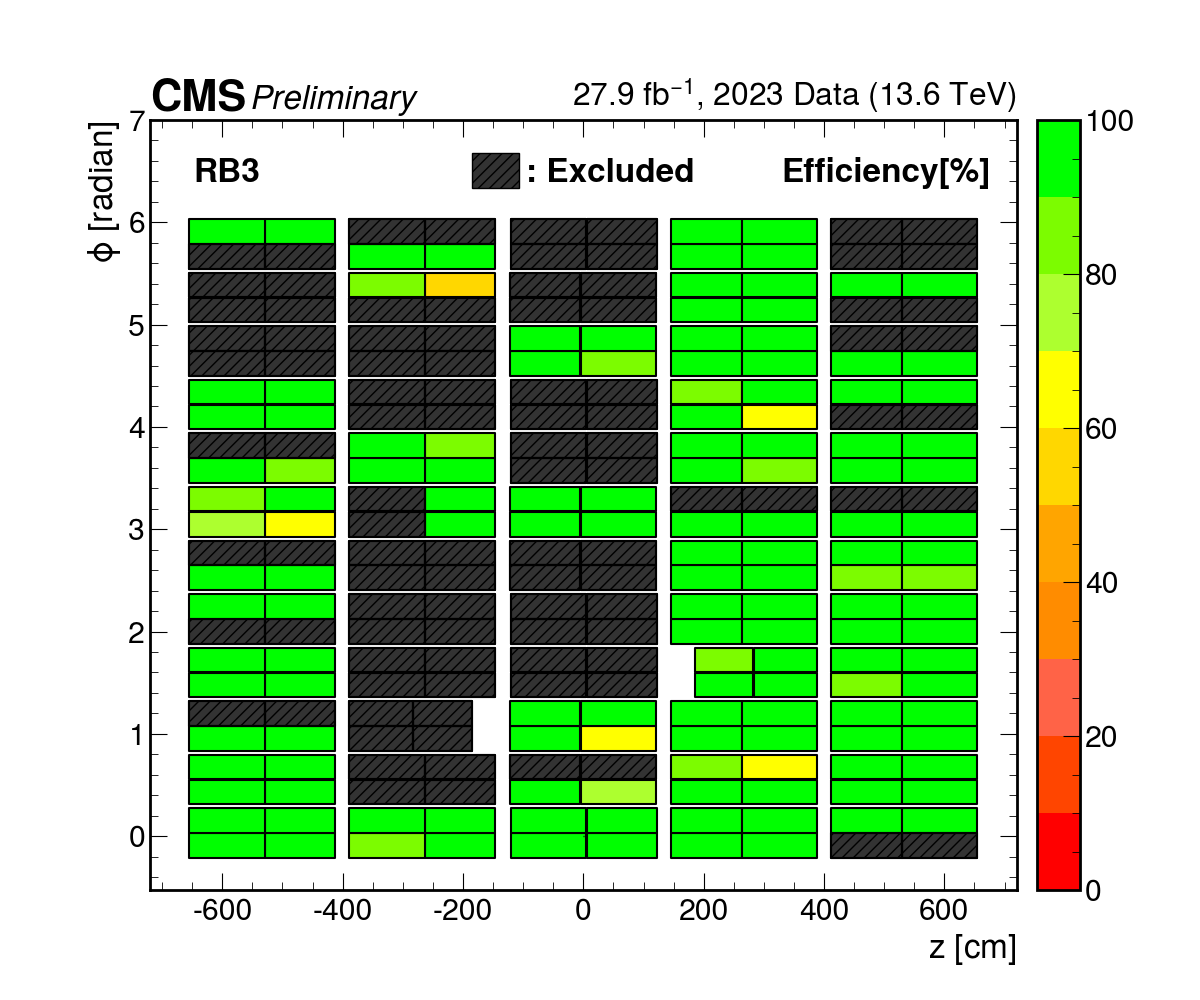 CMS Preliminary 27.9 fb⁻¹, 2023 Data (13.6 TeV)
RB3 : Excluded Efficiency[%]
ϕ [radian]
7
6
5
4
3
2
1
0
-600 -400 -200 0 200 400 600
z [cm]
100
80
60
40
20
0